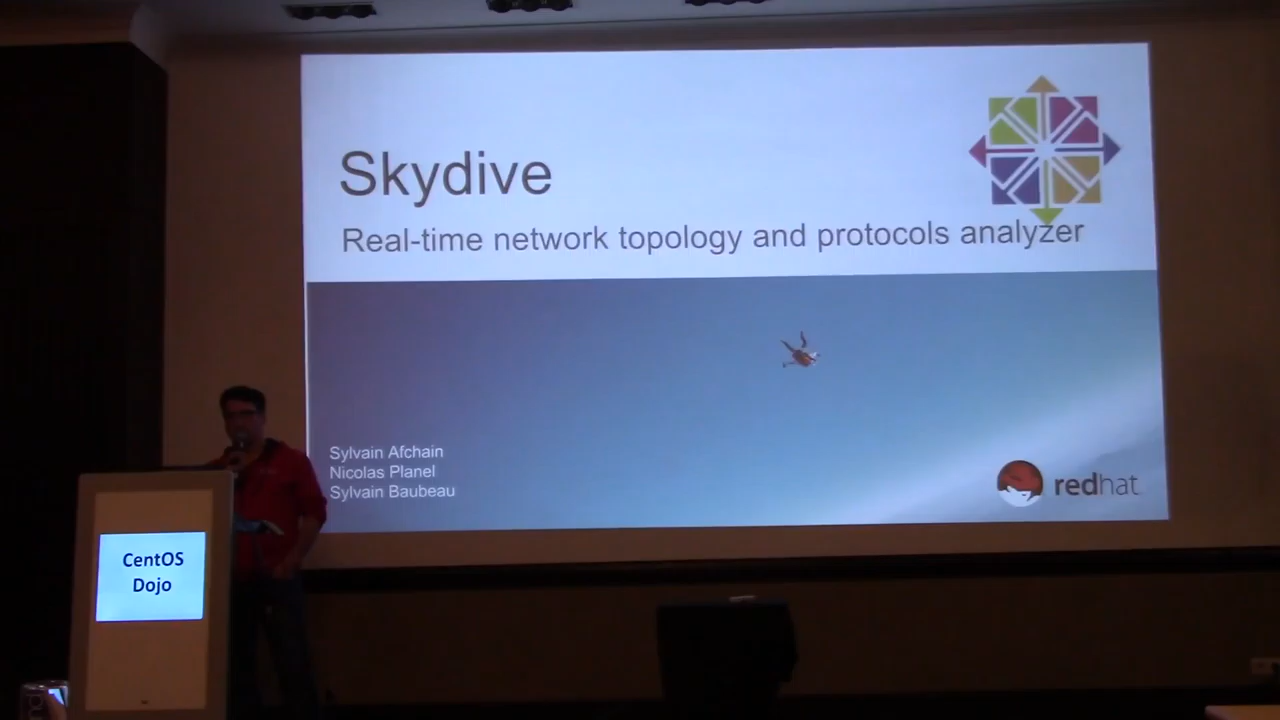 Skydive
Real-time network topology and protocols analyzer
Sylvain Afchain
Nicolas Planel
Sylvain Baubeau
redhat
CentOS
Dojo